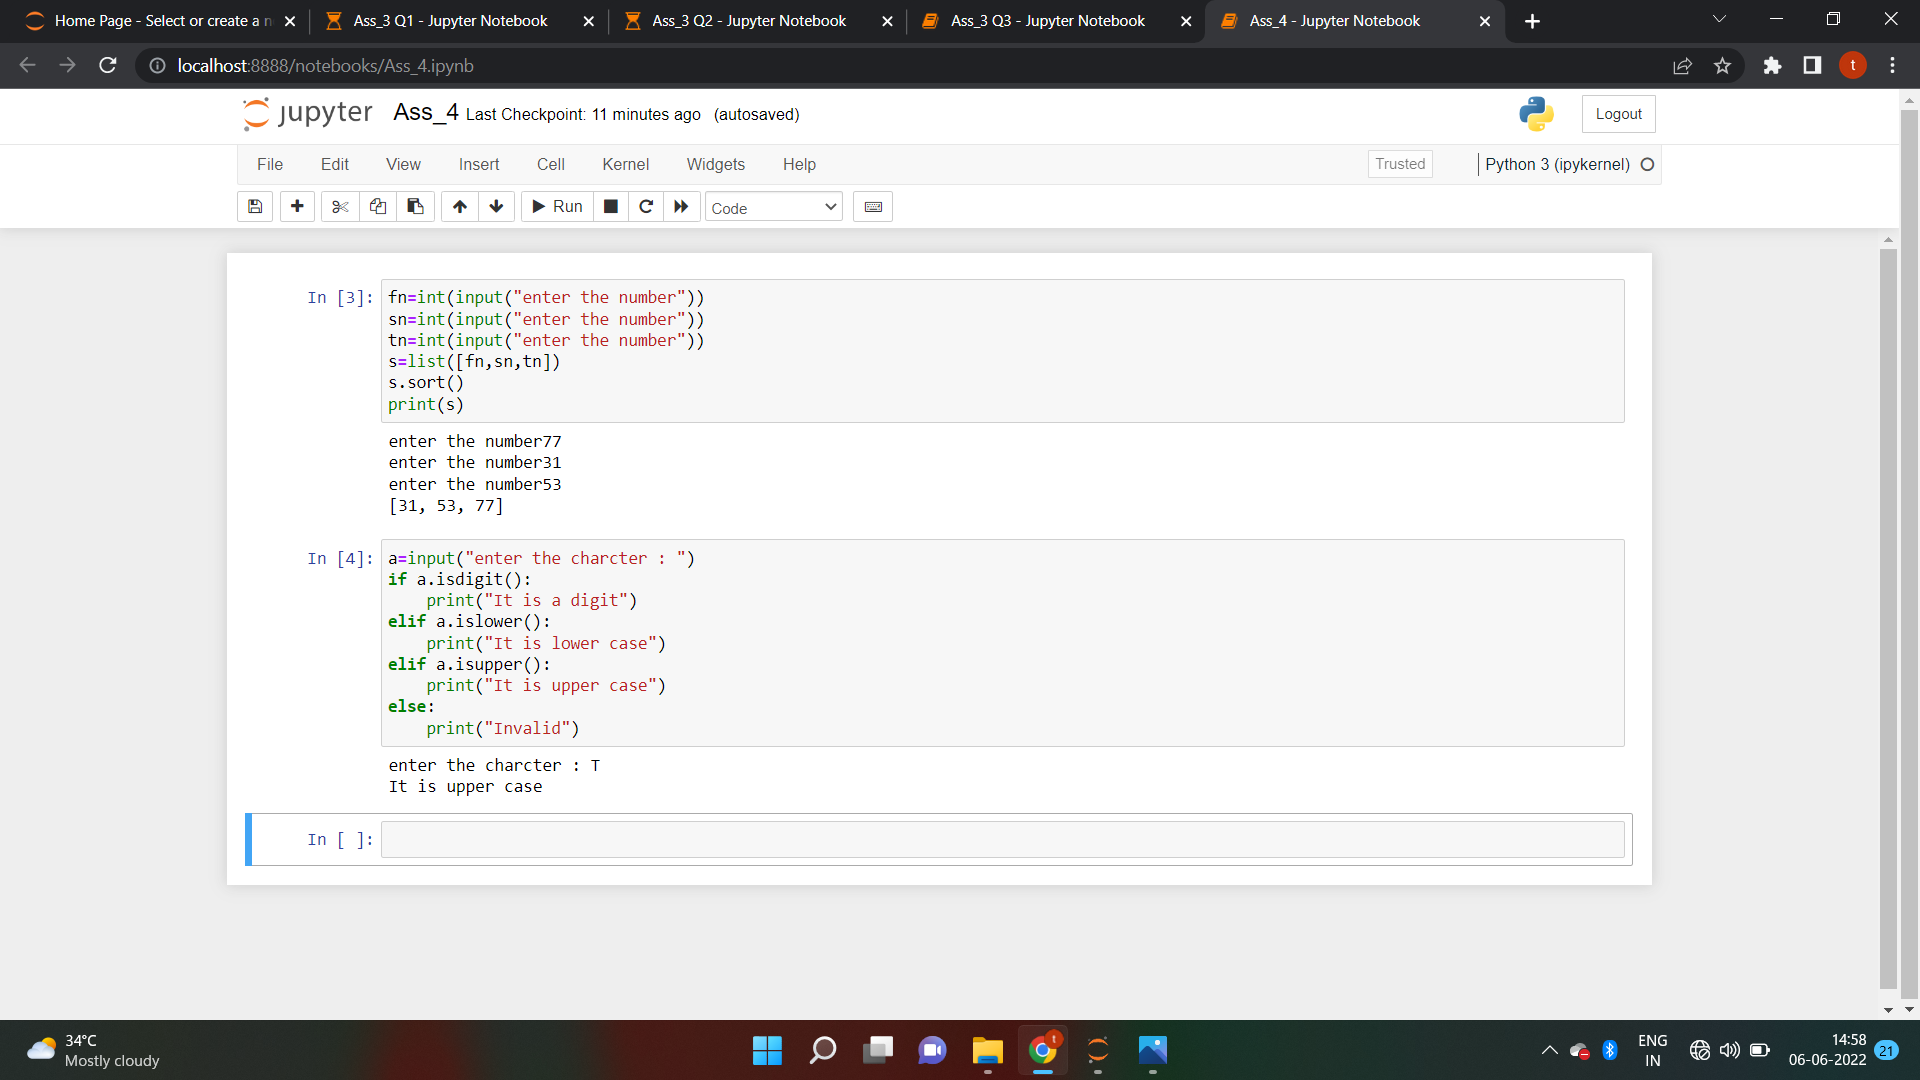 Home Page - Select or create a n
Ass_3 Q1 - Jupyter Notebook
Ass_3 Q2 - Jupyter Notebook
Ass_3 Q3 - Jupyter Notebook
Ass_4 - Jupyter Notebook
localhost:8888/notebooks/Ass_4.ipynb
t
jupyter Ass_4 Last Checkpoint: 11 minutes ago (autosaved)
Logout
File Edit View Insert Cell Kernel Widgets Help
Trusted
Python 3 (ipykernel)
Run
Code
In [3]:
fn=int(input("enter the number"))
sn=int(input("enter the number"))
tn=int(input("enter the number"))
s=list([fn,sn,tn])
s.sort()
print(s)
enter the number77
enter the number31
enter the number53
[31, 53, 77]
In [4]:
a=input("enter the charcter : ")
if a.isdigit():
    print("It is a digit")
elif a.islower():
    print("It is lower case")
elif a.isupper():
    print("It is upper case")
else:
    print("Invalid")
enter the charcter : T
It is upper case
In [ ]:
34°C
Mostly cloudy
t
ENG
IN
14:58
06-06-2022
21